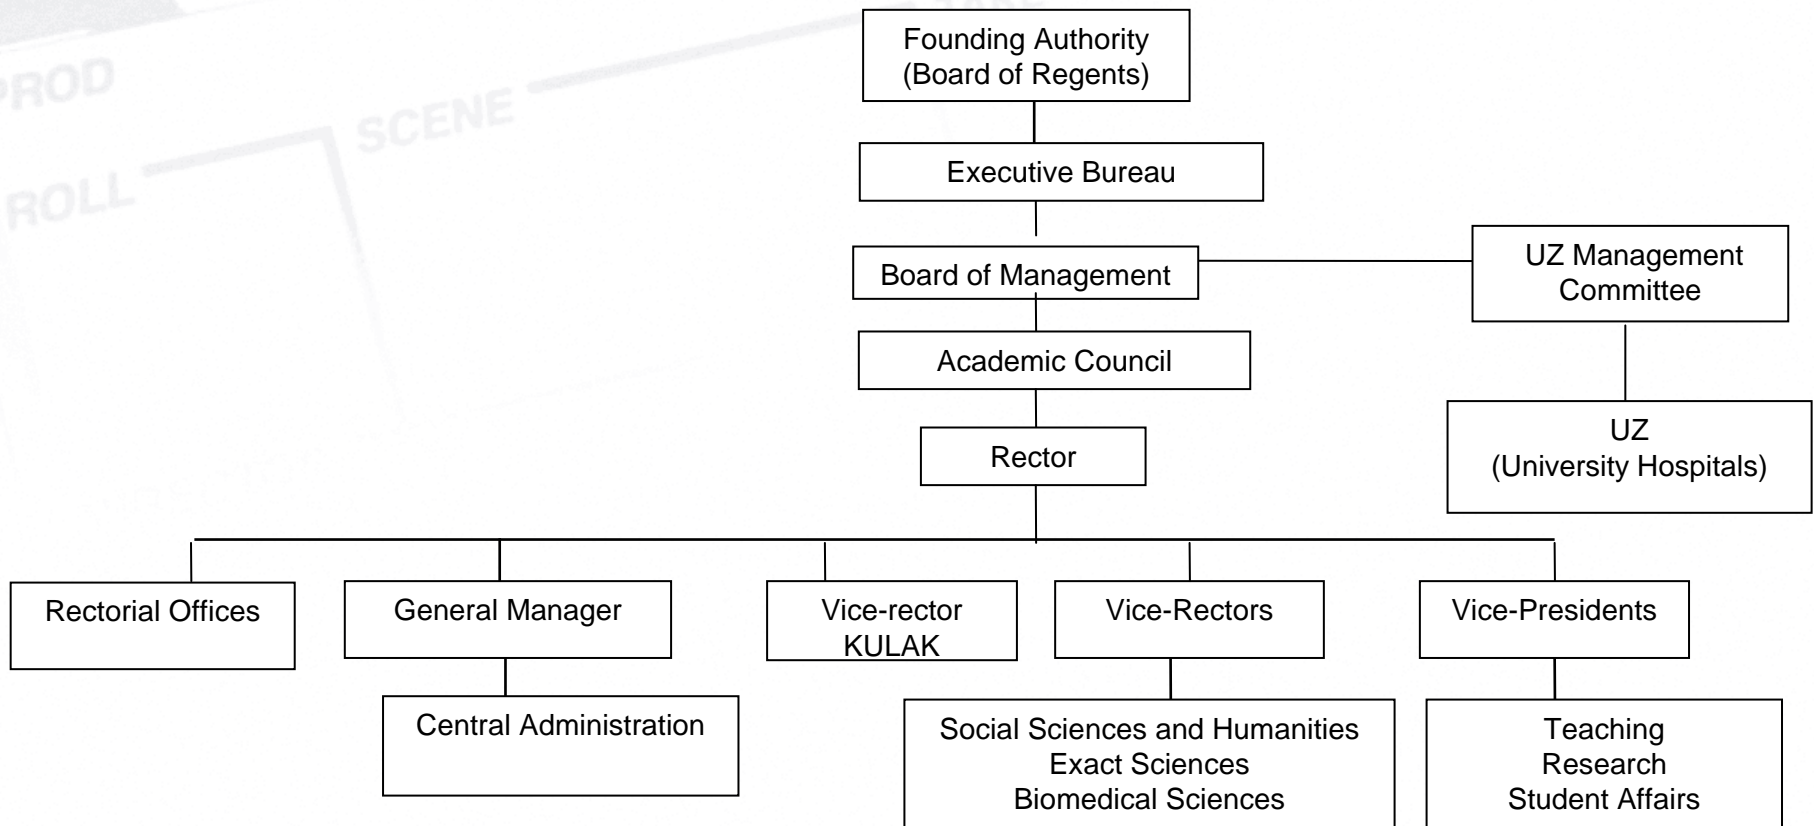 PROD
ROLL
SCENE
TAKE
Founding Authority
(Board of Regents)
Executive Bureau
Board of Management
UZ Management
Committee
Academic Council
UZ
(University Hospitals)
Rector
Rectorial Offices
General Manager
Vice-rector
KULAK
Vice-Rectors
Vice-Presidents
Central Administration
Social Sciences and Humanities
Exact Sciences
Biomedical Sciences
Teaching
Research
Student Affairs